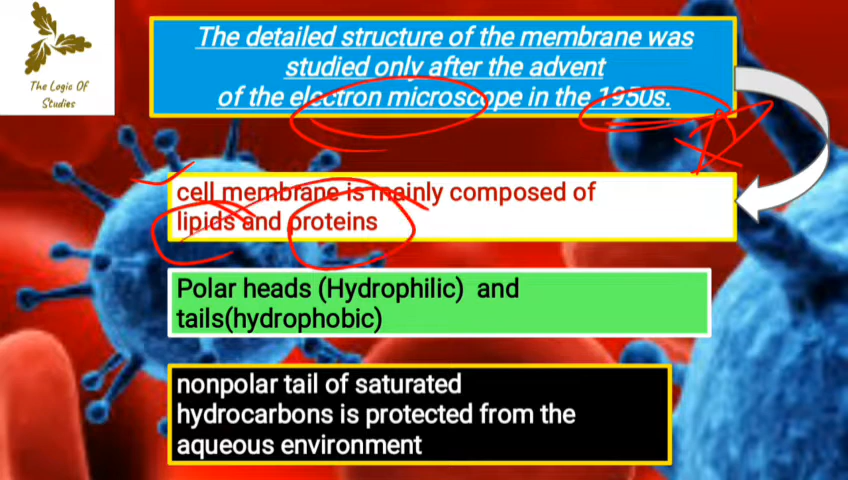 The Logic Of
Studies
The detailed structure of the membrane was
studied only after the advent
of the electron microscope in the 1950s.
cell membrane is mainly composed of
lipids and proteins
Polar heads (Hydrophilic) and
tails(hydrophobic)
nonpolar tail of saturated
hydrocarbons is protected from the
aqueous environment